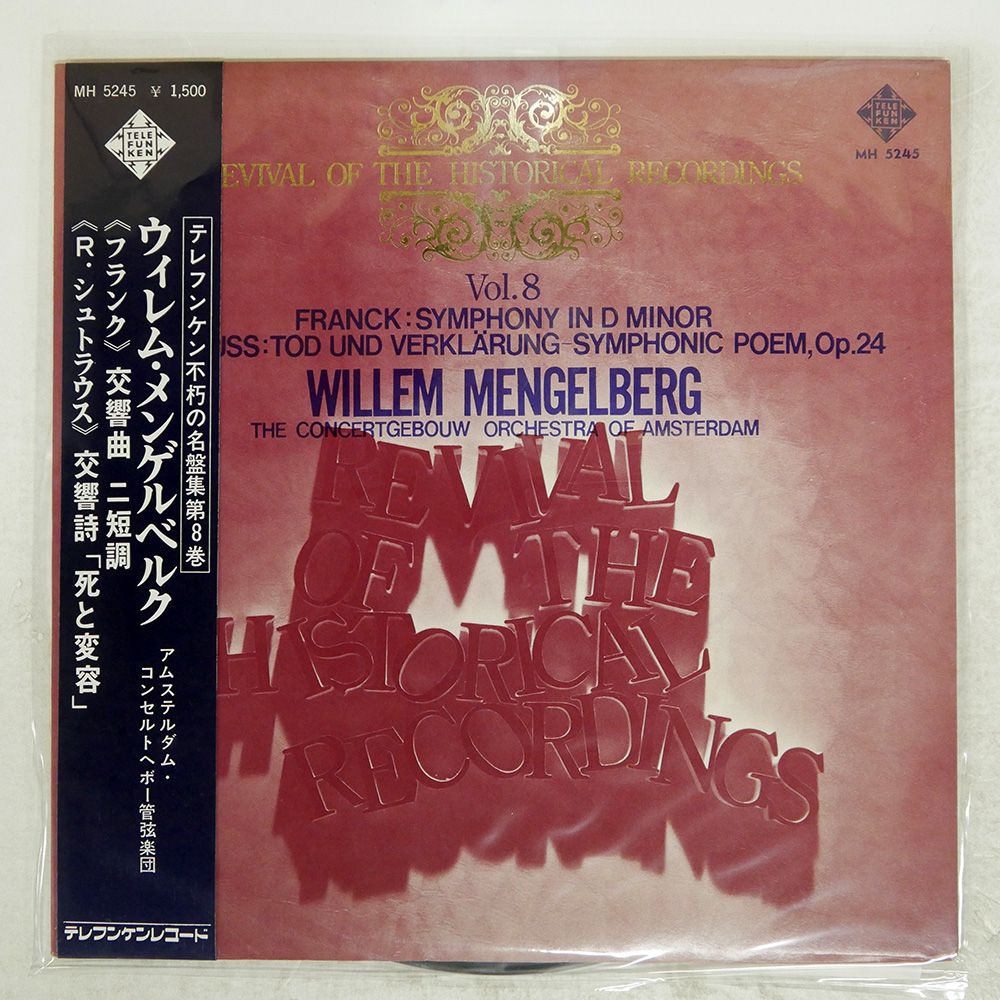 MH 5245 ¥ 1,500
TELE
FUN
KEN
テレフンケン不朽の名盤集第8巻
ウィレム・メンゲルベルク
《フランク》 交響曲 ニ短調
《R・シュトラウス》 交響詩「死と変容」
アムステルダム・
コンセルトヘボー管弦楽団
テレフンケンレコード
EVIVAL OF THE HISTORICAL RECORDINGS
TELE
FUN
KEN
MH 5245
Vol. 8
FRANCK:SYMPHONY IN D MINOR
USS:TOD UND VERKLÄRUNG-SYMPHONIC POEM,Op.24
WILLEM MENGELBERG
THE CONCERTGEBOUW ORCHESTRA OF AMSTERDAM
REVIVAL
OF THE
HISTORICAL
RECORDINGS